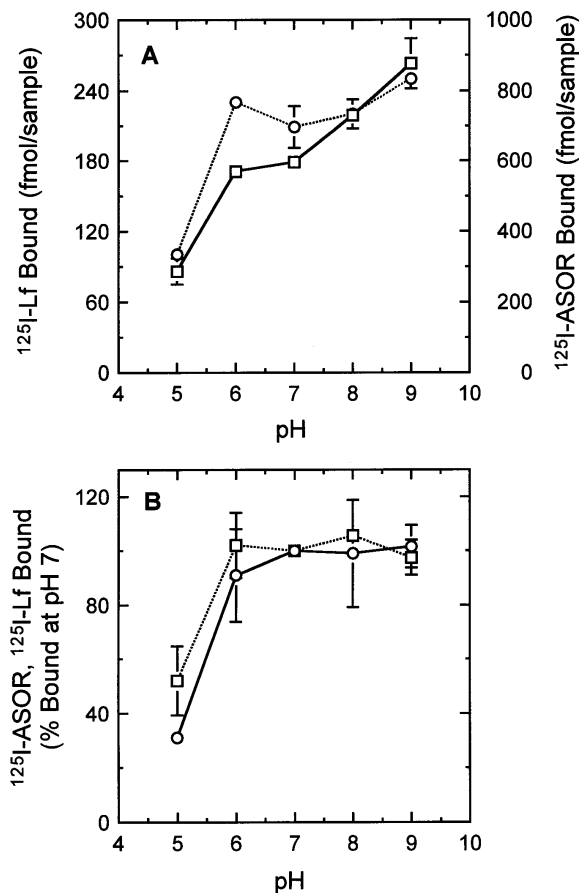 A
300
240
180
120
60
0
¹²⁵I-Lf Bound (fmol/sample)
1000
800
600
400
200
0
¹²⁵I-ASOR Bound (fmol/sample)
4 5 6 7 8 9 10
pH
B
120
80
40
0
¹²⁵I-ASOR, ¹²⁵I-Lf Bound
(% Bound at pH 7)
4 5 6 7 8 9 10
pH